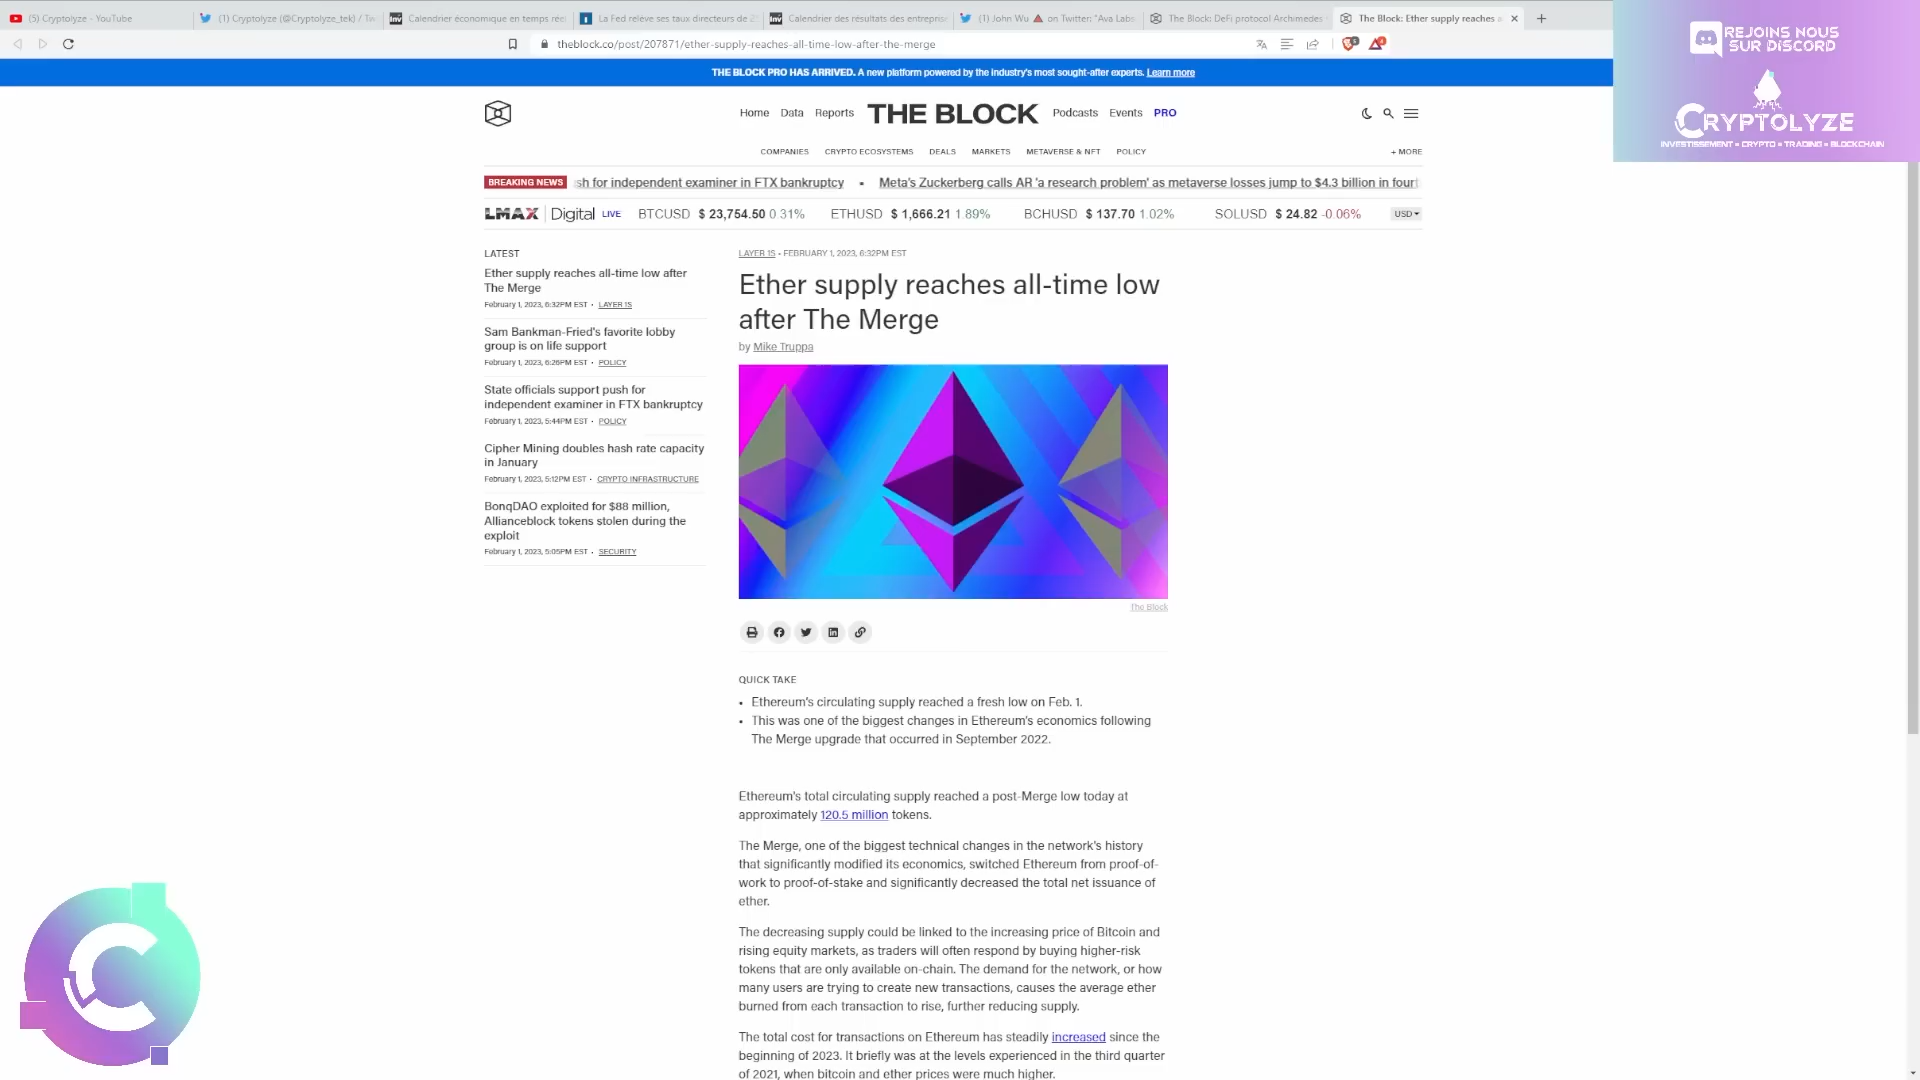 (5) Cryptolyze - YouTube
(1) Cryptolyze (@Cryptolyze_tek) / Tw
Calendrier économique en temps rée
La Fed relève ses taux directeurs de 25
Calendrier des résultats des entreprise
(1) John Wu 🔺 on Twitter: "Ava Labs
The Block: DeFi protocol Archimedes
The Block: Ether supply reaches a
theblock.co/post/207871/ether-supply-reaches-all-time-low-after-the-merge
REJOINS NOUS
SUR DISCORD
CRYPTOLYZE
INVESTISSEMENT • CRYPTO • TRADING • BLOCKCHAIN
THE BLOCK PRO HAS ARRIVED. A new platform powered by the industry's most sought-after experts. Learn more
Home Data Reports THE BLOCK Podcasts Events PRO
COMPANIES CRYPTO ECOSYSTEMS DEALS MARKETS METAVERSE & NFT POLICY + MORE
BREAKING NEWS sh for independent examiner in FTX bankruptcy ▪ Meta's Zuckerberg calls AR 'a research problem' as metaverse losses jump to $4.3 billion in four
LMAX Digital LIVE BTCUSD $ 23,754.50 0.31% ETHUSD $ 1,666.21 1.89% BCHUSD $ 137.70 1.02% SOLUSD $ 24.82 -0.06% USD
LATEST
Ether supply reaches all-time low after
The Merge
February 1, 2023, 6:32PM EST • LAYER 1S
Sam Bankman-Fried's favorite lobby
group is on life support
February 1, 2023, 6:26PM EST • POLICY
State officials support push for
independent examiner in FTX bankruptcy
February 1, 2023, 5:44PM EST • POLICY
Cipher Mining doubles hash rate capacity
in January
February 1, 2023, 5:12PM EST • CRYPTO INFRASTRUCTURE
BonqDAO exploited for $88 million,
Allianceblock tokens stolen during the
exploit
February 1, 2023, 5:05PM EST • SECURITY
LAYER 1S • FEBRUARY 1, 2023, 6:32PM EST
Ether supply reaches all-time low
after The Merge
by Mike Truppa
The Block
QUICK TAKE
• Ethereum's circulating supply reached a fresh low on Feb. 1.
• This was one of the biggest changes in Ethereum's economics following
The Merge upgrade that occurred in September 2022.
Ethereum's total circulating supply reached a post-Merge low today at
approximately 120.5 million tokens.
The Merge, one of the biggest technical changes in the network's history
that significantly modified its economics, switched Ethereum from proof-of-
work to proof-of-stake and significantly decreased the total net issuance of
ether.
The decreasing supply could be linked to the increasing price of Bitcoin and
rising equity markets, as traders will often respond by buying higher-risk
tokens that are only available on-chain. The demand for the network, or how
many users are trying to create new transactions, causes the average ether
burned from each transaction to rise, further reducing supply.
The total cost for transactions on Ethereum has steadily increased since the
beginning of 2023. It briefly was at the levels experienced in the third quarter
of 2021, when bitcoin and ether prices were much higher.